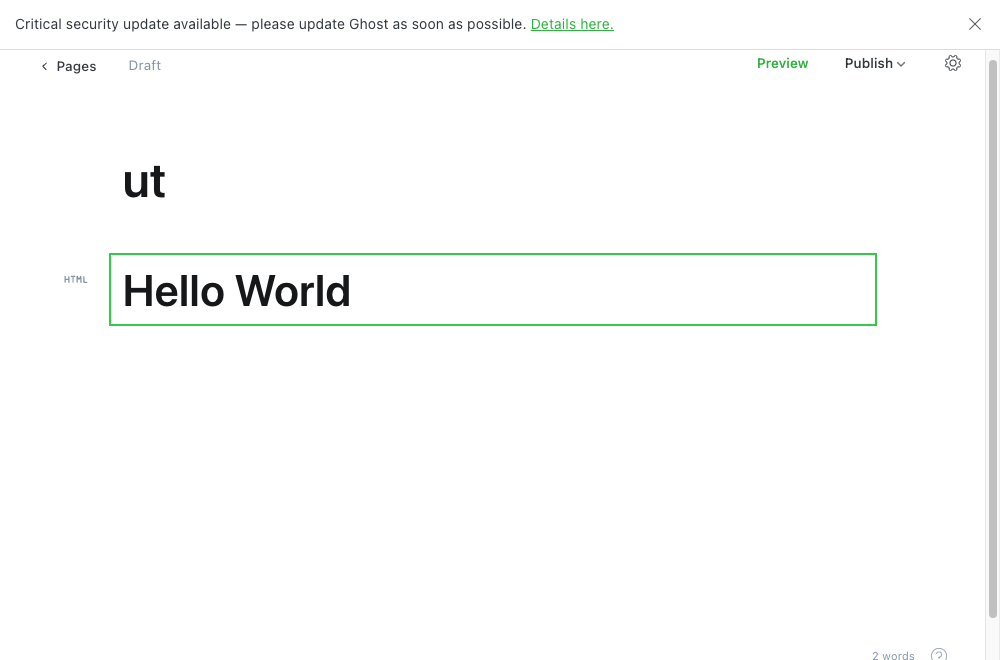 Critical security update available — please update Ghost as soon as possible. Details here.
Pages
Draft
Preview
Publish
ut
HTML
Hello World
2 words
?